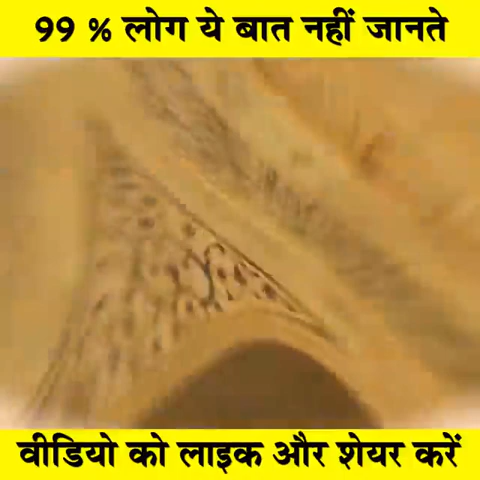 99 % लोग ये बात नहीं जानते
वीडियो को लाइक और शेयर करें